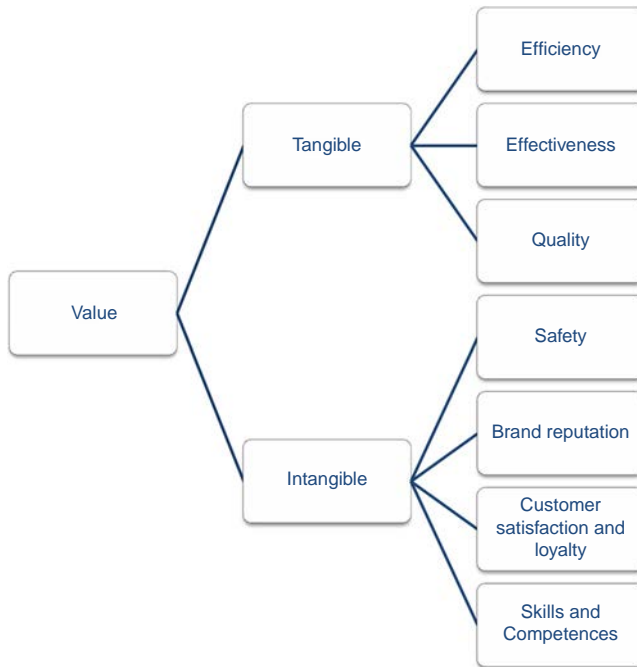 Value
Tangible
Efficiency
Effectiveness
Quality
Intangible
Safety
Brand reputation
Customer
satisfaction and
loyalty
Skills and
Competences